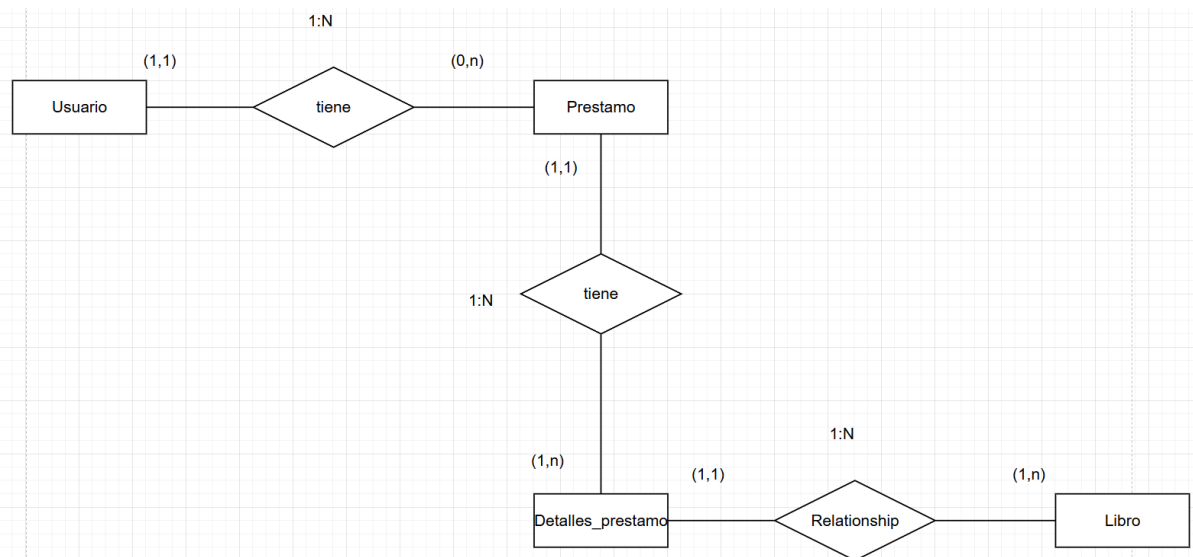 1:N
(1,1)
(0,n)
Usuario
tiene
Prestamo
(1,1)
tiene
1:N
1:N
(1,n)
(1,1)
(1,n)
Detalles_prestamo
Relationship
Libro